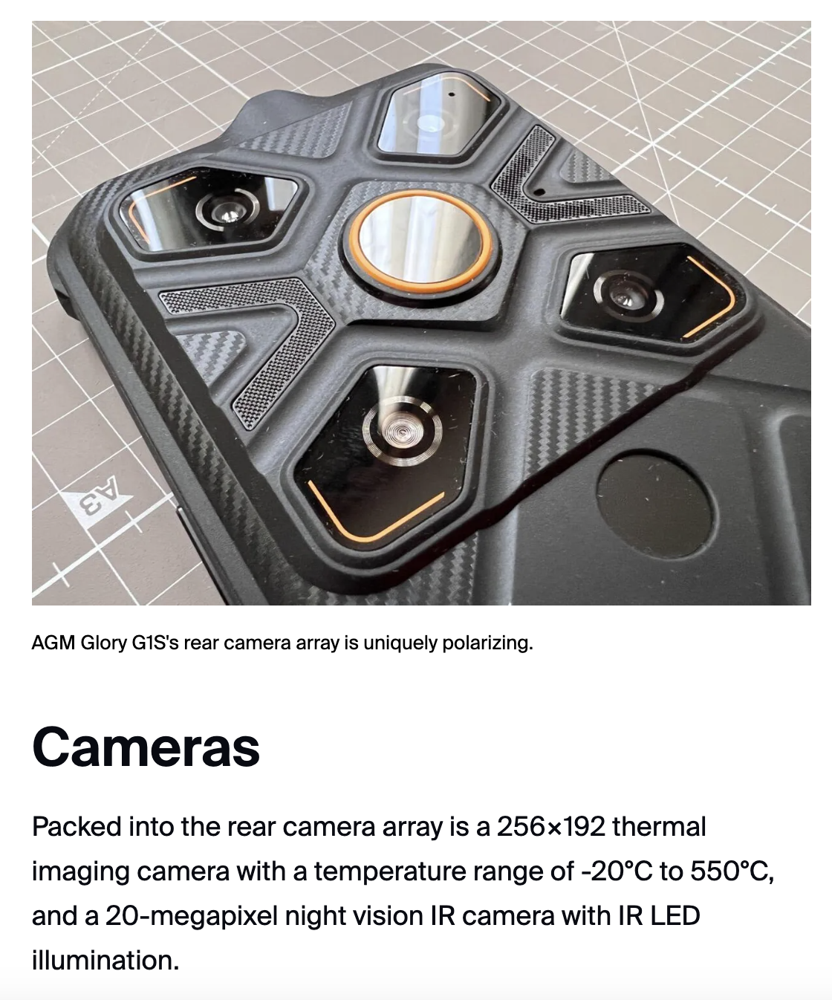 A3
AGM Glory G1S's rear camera array is uniquely polarizing.
Cameras
Packed into the rear camera array is a 256×192 thermal
imaging camera with a temperature range of -20°C to 550°C,
and a 20-megapixel night vision IR camera with IR LED
illumination.